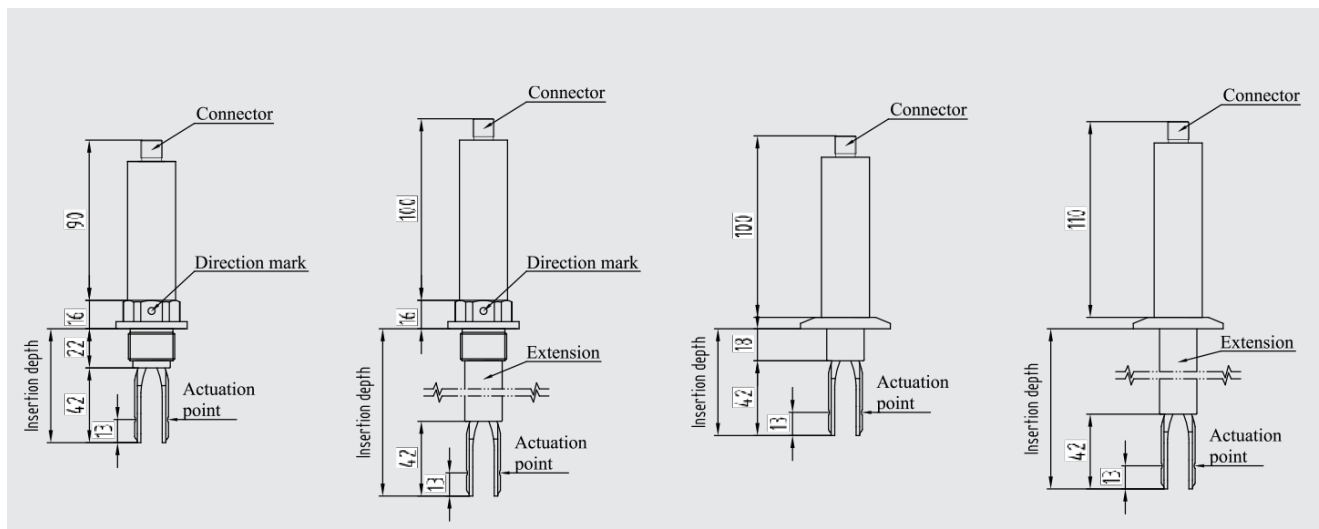 Connector
90
Direction mark
16
22
Insertion depth
42
13
Actuation
point
Connector
100
Direction mark
16
Extension
Insertion depth
42
13
Actuation
point
Connector
100
18
Insertion depth
42
13
Actuation
point
Connector
110
Extension
Insertion depth
42
13
Actuation
point